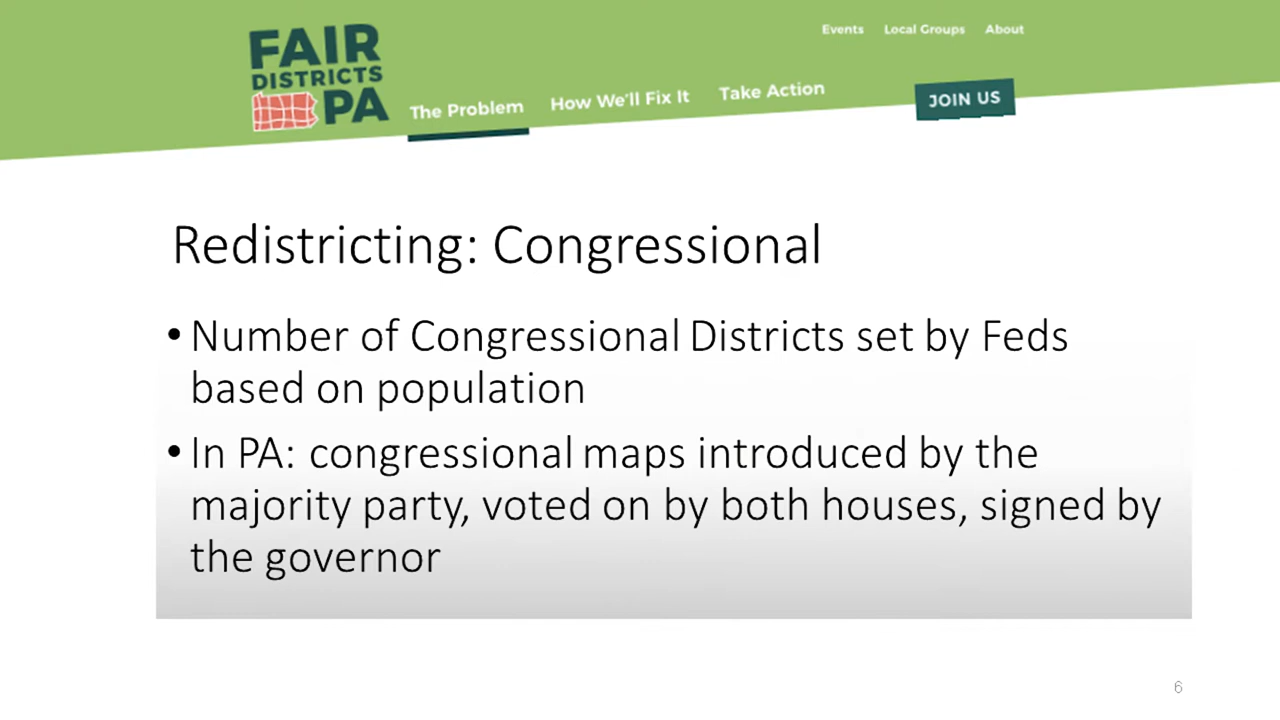 Events Local Groups About
FAIR
DISTRICTS
PA
The Problem How We'll Fix It Take Action JOIN US
Redistricting: Congressional
• Number of Congressional Districts set by Feds
based on population
• In PA: congressional maps introduced by the
majority party, voted on by both houses, signed by
the governor
6